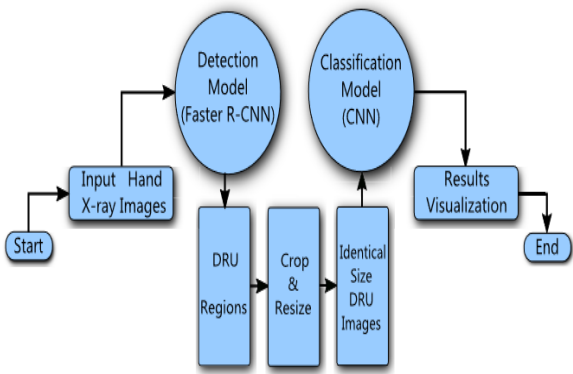 Start
Input Hand
X-ray Images
Detection
Model
(Faster R-CNN)
DRU
Regions
Crop
&
Resize
Identical
Size
DRU
Images
Classification
Model
(CNN)
Results
Visualization
End